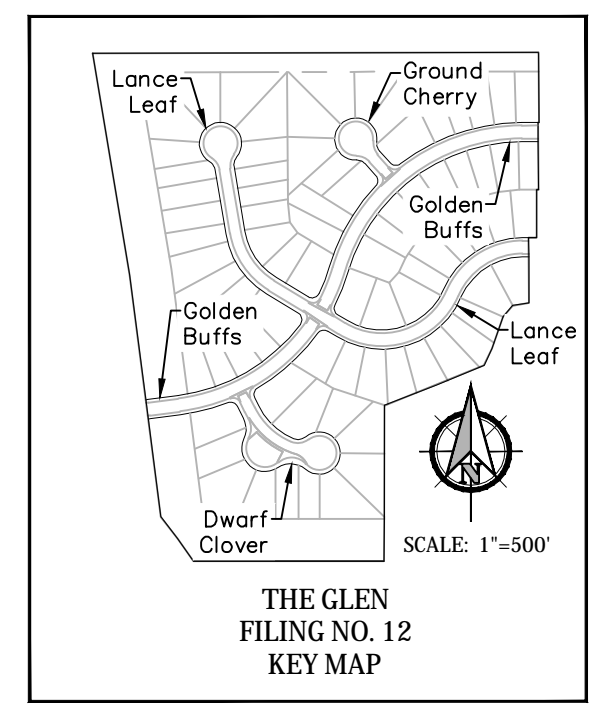 Lance
Leaf
Ground
Cherry
Golden
Buffs
Golden
Buffs
Lance
Leaf
Dwarf
Clover
N
SCALE: 1"=500'
THE GLEN
FILING NO. 12
KEY MAP